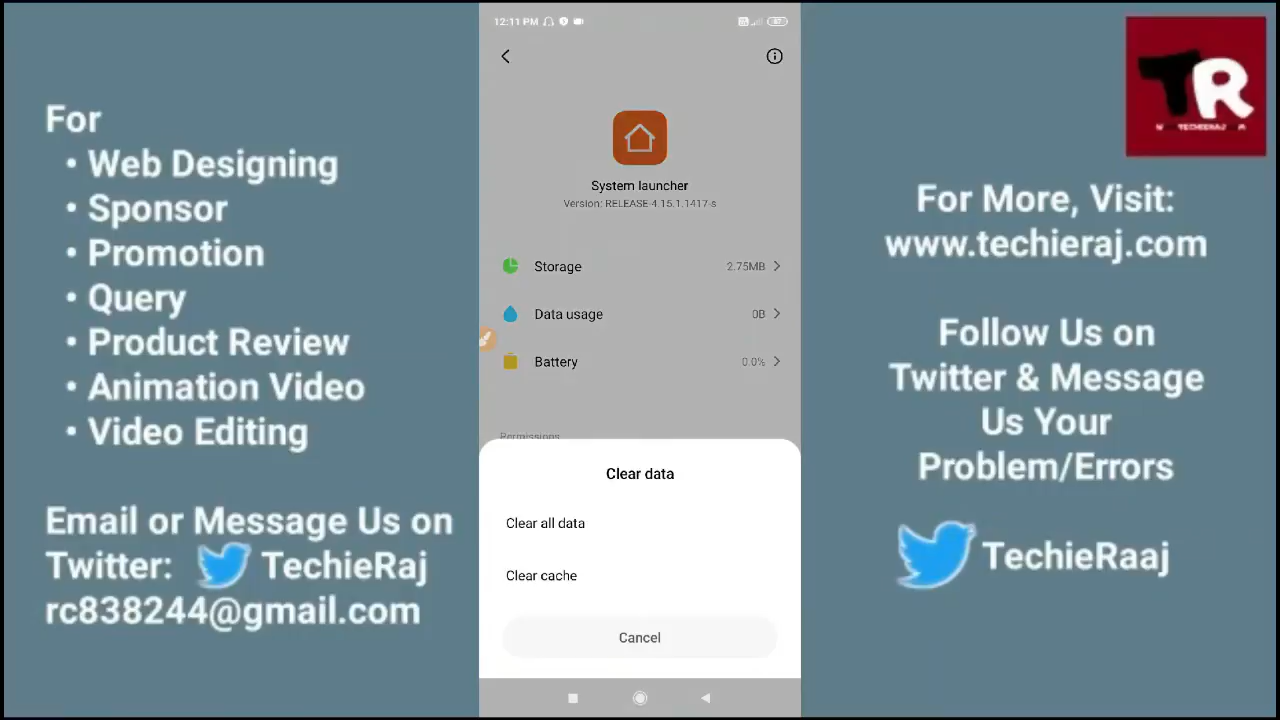 For
• Web Designing
• Sponsor
• Promotion
• Query
• Product Review
• Animation Video
• Video Editing
Email or Message Us on
Twitter: TechieRaj
rc838244@gmail.com
12:11 PM
67
System launcher
Version: RELEASE-4.15.1.1417-s
Storage 2.75MB
Data usage 0B
Battery 0.0%
Permissions
Clear data
Clear all data
Clear cache
Cancel
TR
For More, Visit:
www.techieraj.com
Follow Us on
Twitter & Message
Us Your
Problem/Errors
TechieRaaj